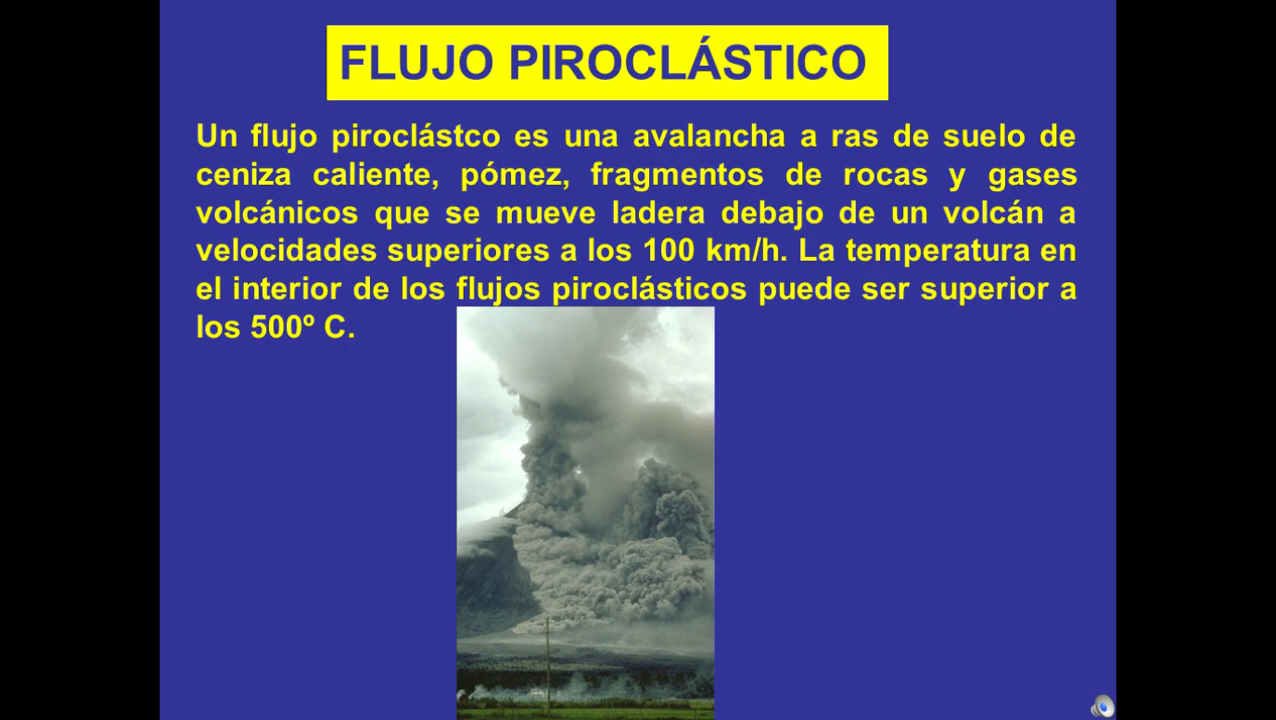 FLUJO PIROCLÁSTICO
Un flujo piroclástco es una avalancha a ras de suelo de
ceniza caliente, pómez, fragmentos de rocas y gases
volcánicos que se mueve ladera debajo de un volcán a
velocidades superiores a los 100 km/h. La temperatura en
el interior de los flujos piroclásticos puede ser superior a
los 500º C.